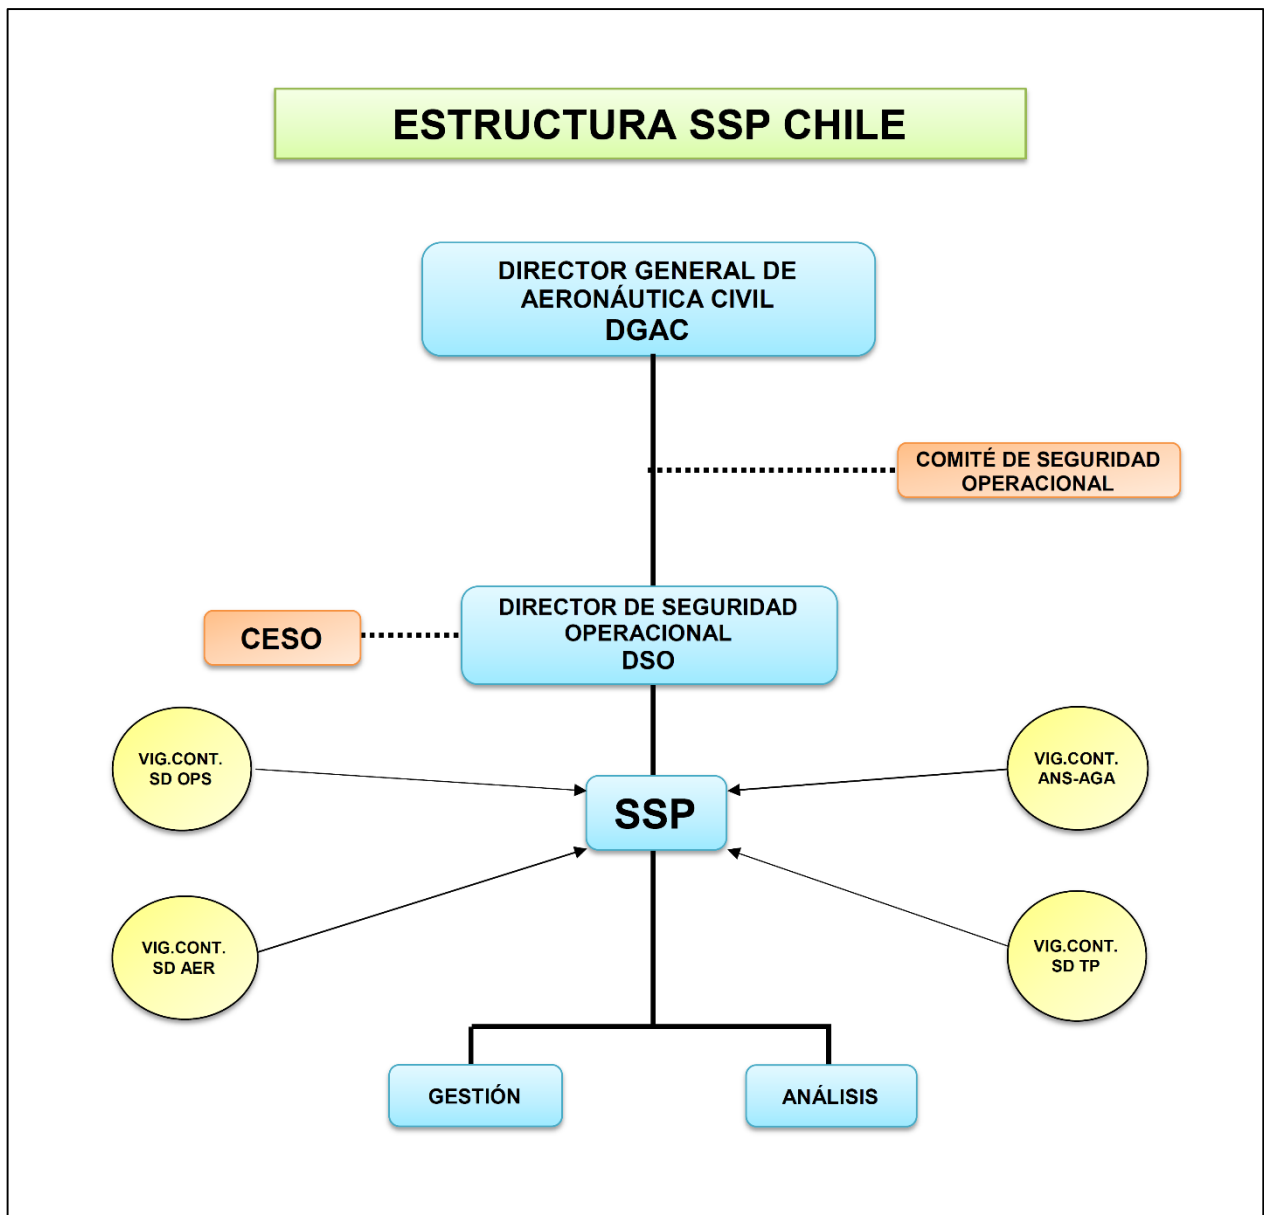 ESTRUCTURA SSP CHILE
DIRECTOR GENERAL DE
AERONÁUTICA CIVIL
DGAC
COMITÉ DE SEGURIDAD
OPERACIONAL
DIRECTOR DE SEGURIDAD
OPERACIONAL
DSO
CESO
VIG.CONT.
SD OPS
VIG.CONT.
ANS-AGA
SSP
VIG.CONT.
SD AER
VIG.CONT.
SD TP
GESTIÓN
ANÁLISIS